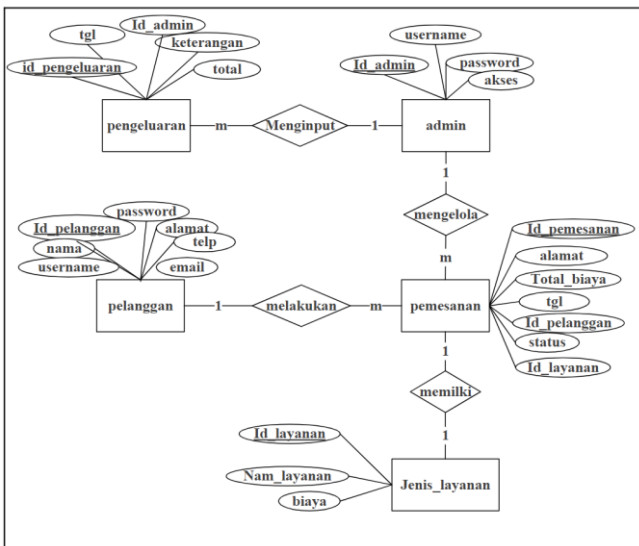 tgl
Id_admin
keterangan
id_pengeluaran
total
pengeluaran
m
Menginput
1
admin
username
Id_admin
password
akses
1
mengelola
m
password
Id_pelanggan
alamat
nama
telp
username
email
pelanggan
1
melakukan
m
pemesanan
Id_pemesanan
alamat
Total_biaya
tgl
Id_pelanggan
status
Id_layanan
1
memilki
1
Id_layanan
Nam_layanan
biaya
Jenis_layanan